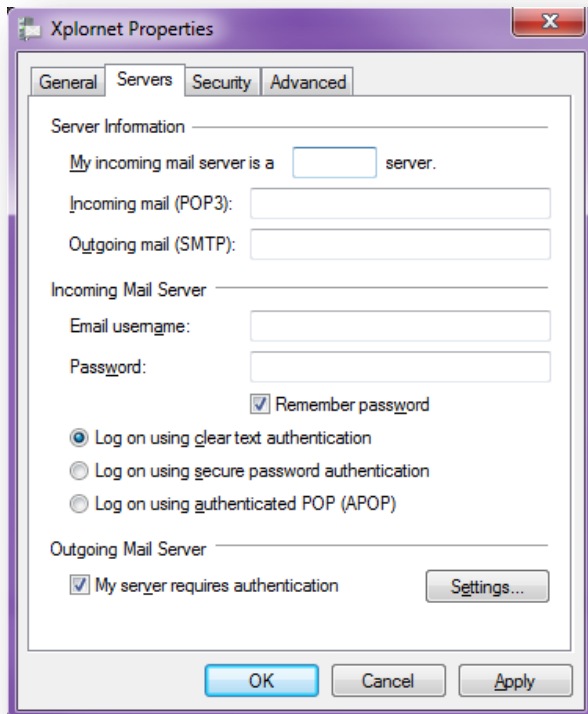 Xplornet Properties
General Servers Security Advanced
Server Information
My incoming mail server is a server.
Incoming mail (POP3):
Outgoing mail (SMTP):
Incoming Mail Server
Email username:
Password:
Remember password
Log on using clear text authentication
Log on using secure password authentication
Log on using authenticated POP (APOP)
Outgoing Mail Server
My server requires authentication Settings...
OK Cancel Apply